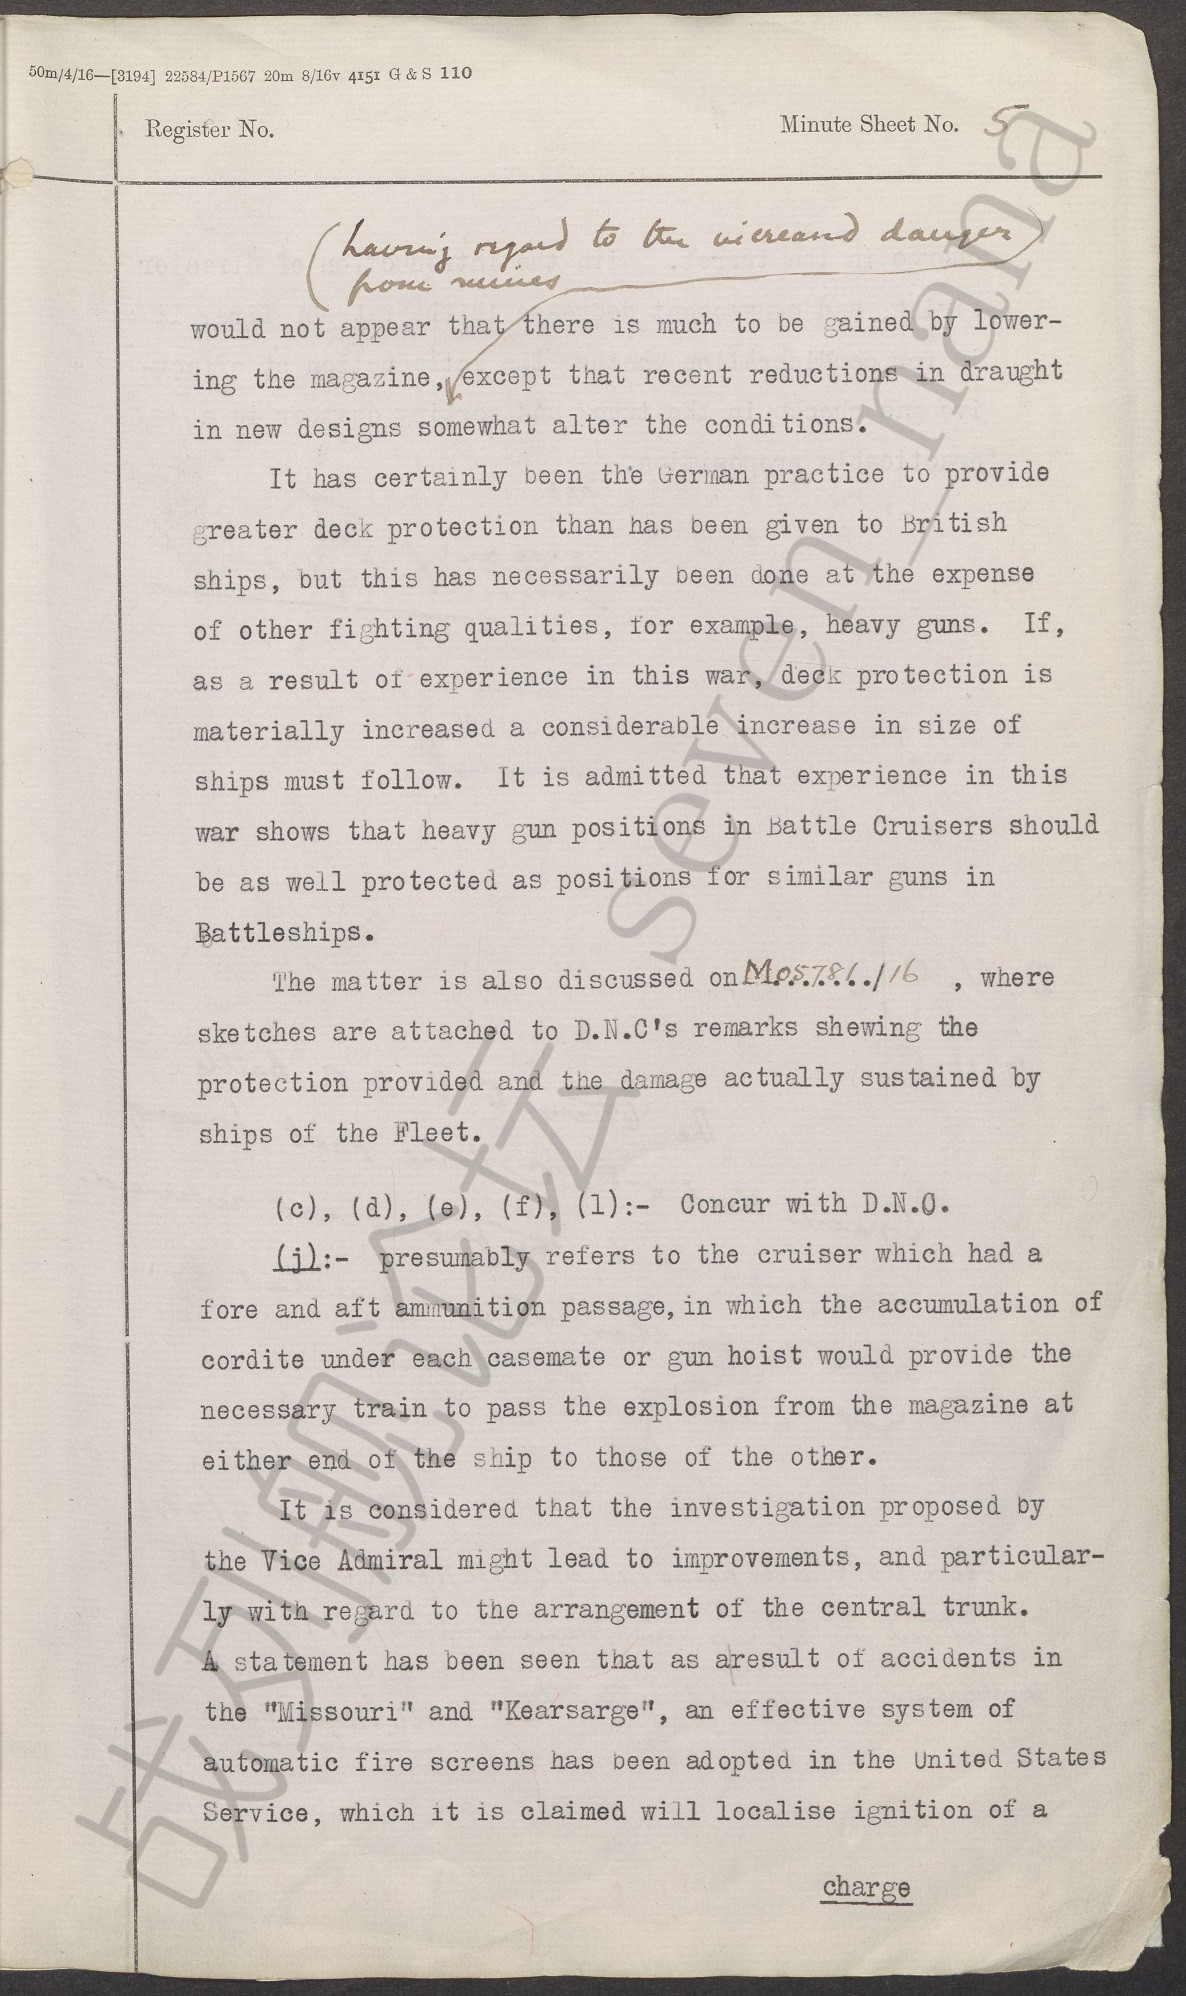 50m/4/16—[3194] 22584/P1567 20m 8/16v 4151 G & S 110
Register No.
Minute Sheet No. 5
(having regard to the increased danger)
from mines
would not appear that there is much to be gained by lower-
ing the magazine, except that recent reductions in draught
in new designs somewhat alter the conditions.
It has certainly been the German practice to provide
greater deck protection than has been given to British
ships, but this has necessarily been done at the expense
of other fighting qualities, for example, heavy guns. If,
as a result of experience in this war, deck protection is
materially increased a considerable increase in size of
ships must follow. It is admitted that experience in this
war shows that heavy gun positions in Battle Cruisers should
be as well protected as positions for similar guns in
Battleships.
The matter is also discussed on M05781/16 , where
sketches are attached to D.N.C's remarks shewing the
protection provided and the damage actually sustained by
ships of the Fleet.
(c), (d), (e), (f), (l):- Concur with D.N.O.
(j):- presumably refers to the cruiser which had a
fore and aft ammunition passage, in which the accumulation of
cordite under each casemate or gun hoist would provide the
necessary train to pass the explosion from the magazine at
either end of the ship to those of the other.
It is considered that the investigation proposed by
the Vice Admiral might lead to improvements, and particular-
ly with regard to the arrangement of the central trunk.
A statement has been seen that as a|result of accidents in
the "Missouri" and "Kearsarge", an effective system of
automatic fire screens has been adopted in the United States
Service, which it is claimed will localise ignition of a
charge
战列舰论坛 seven_nana